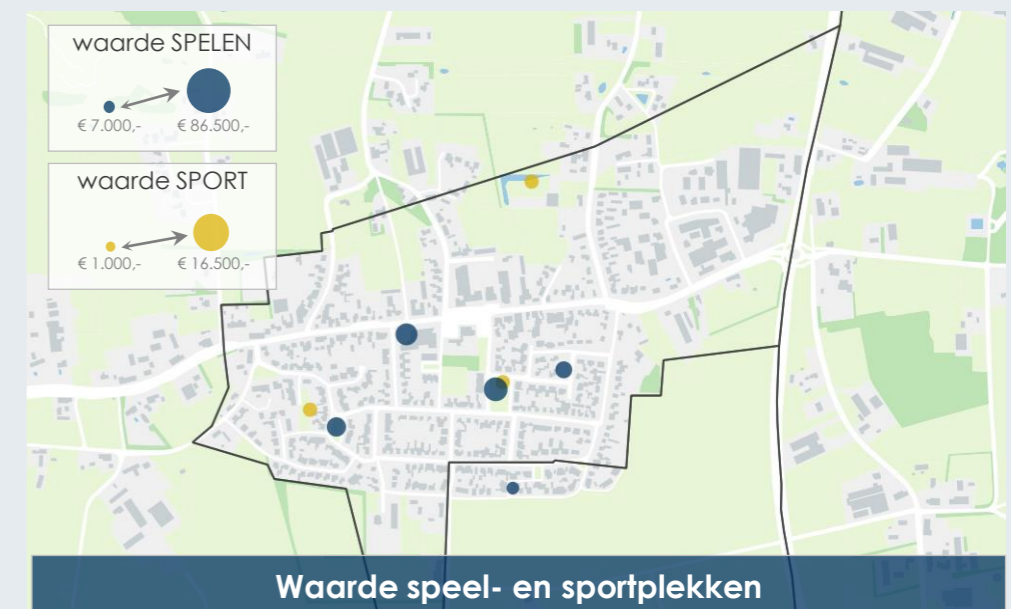 waarde SPELEN
€ 7.000,- € 86.500,-
waarde SPORT
€ 1.000,- € 16.500,-
Waarde speel- en sportplekken